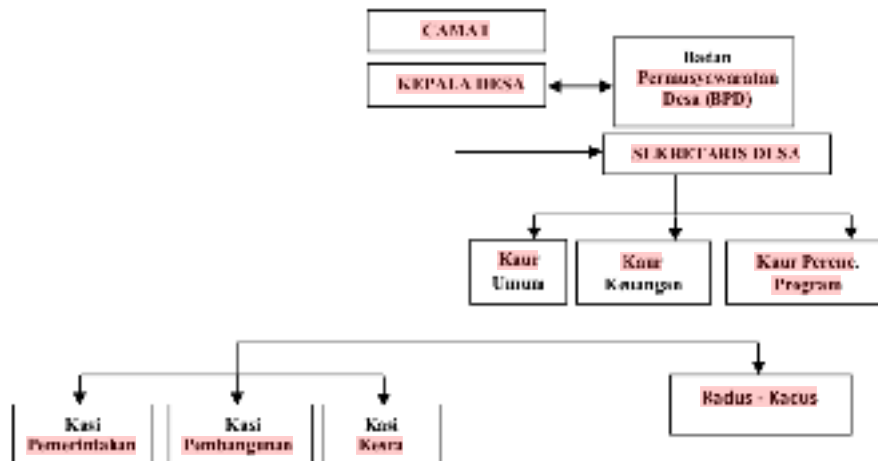 CAMAT
KEPALA DESA
Badan
Permusyawaratan
Desa (BPD)
SEKRETARIS DESA
Kaur
Umum
Kaur
Keuangan
Kaur Perenc.
Program
Kasi
Pemerintahan
Kasi
Pembangunan
Kasi
Kesra
Kadus - Kadus